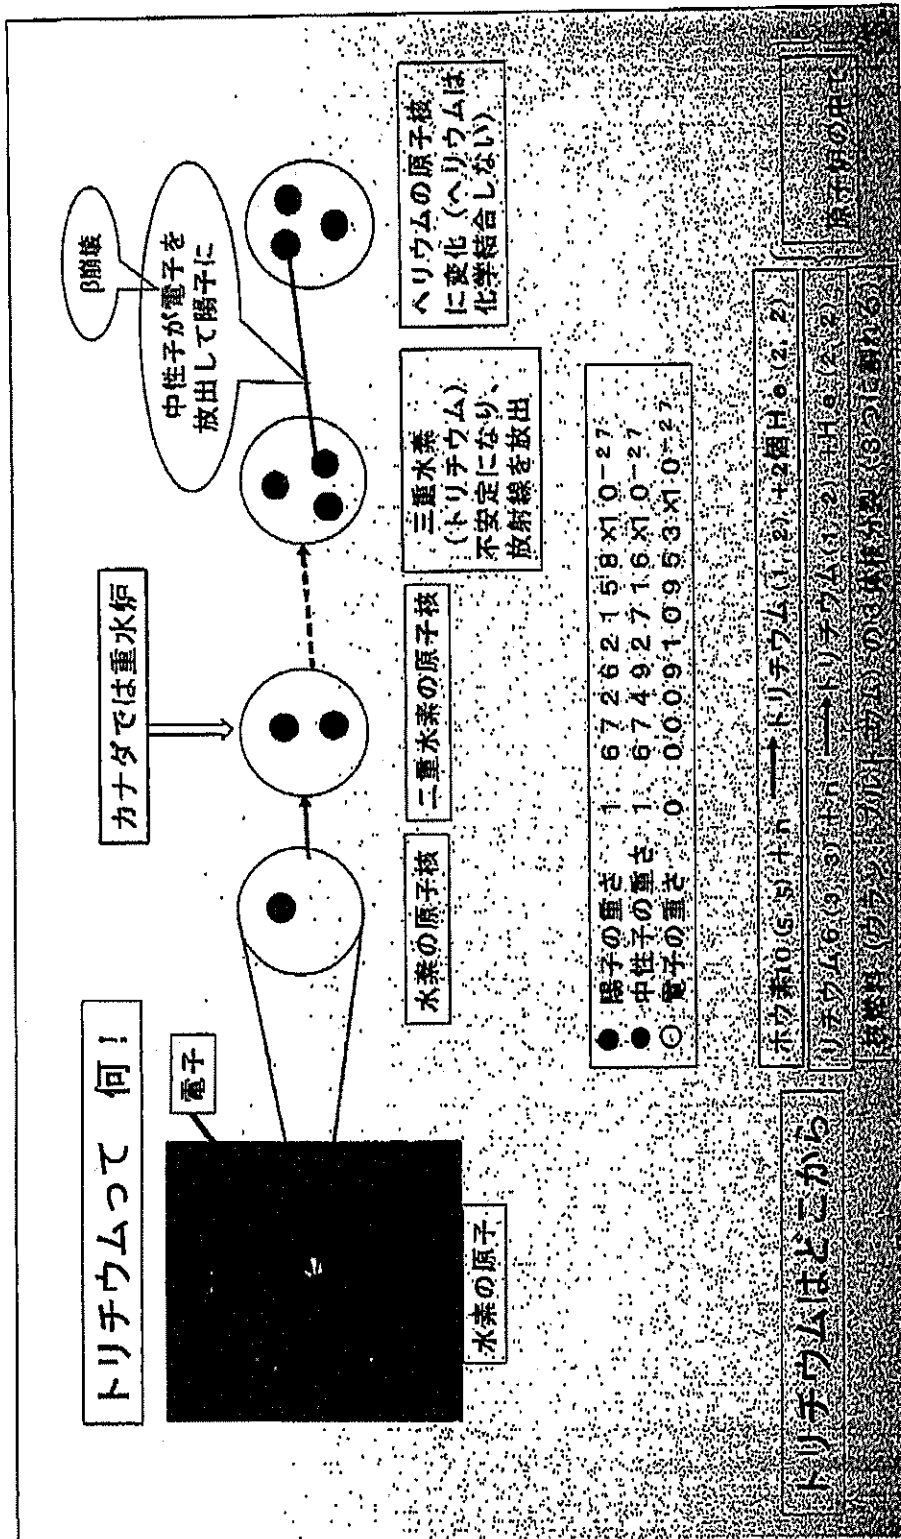 トリチウムって 何！
電子
水素の原子
カナダでは重水炉
β崩壊
中性子が電子を
放出して陽子に
水素の原子核
二重水素の原子核
三重水素
(トリチウム)
不安定になり、
放射線を放出
ヘリウムの原子核
に変化（ヘリウムは
化学結合しない）
陽子の重さ 1.67262158×10⁻²⁷
中性子の重さ 1.67492716×10⁻²⁷
電子の重さ 0.000910953×10⁻²⁷
トリチウムはどこから
ホウ素10(5,5)＋n → トリチウム(1,2)＋2個He(2,2)
リチウム6(3,3)＋n → トリチウム(1,2)＋He(2,2)
核燃料（ウラン・プルトニウム）の3体核分裂（3つに割れる）
原子炉の中で